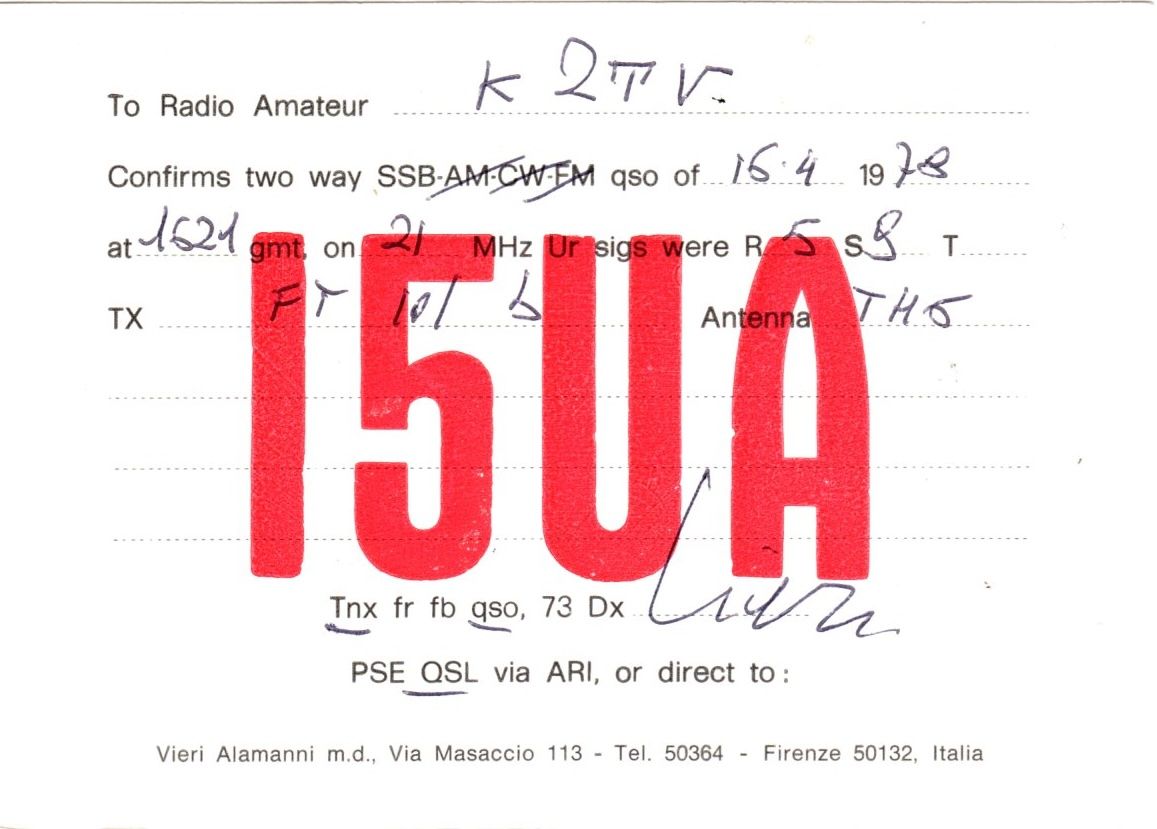 To Radio Amateur K2TV
Confirms two way SSB-AM-CW-FM qso of 16.4 1978
at 1621 gmt, on 21 MHz Ur sigs were R 5 S 9 T
TX FT 101 b Antenna TH6
I5UA
Tnx fr fb qso, 73 Dx
PSE QSL via ARI, or direct to:
Vieri Alamanni m.d., Via Masaccio 113 - Tel. 50364 - Firenze 50132, Italia